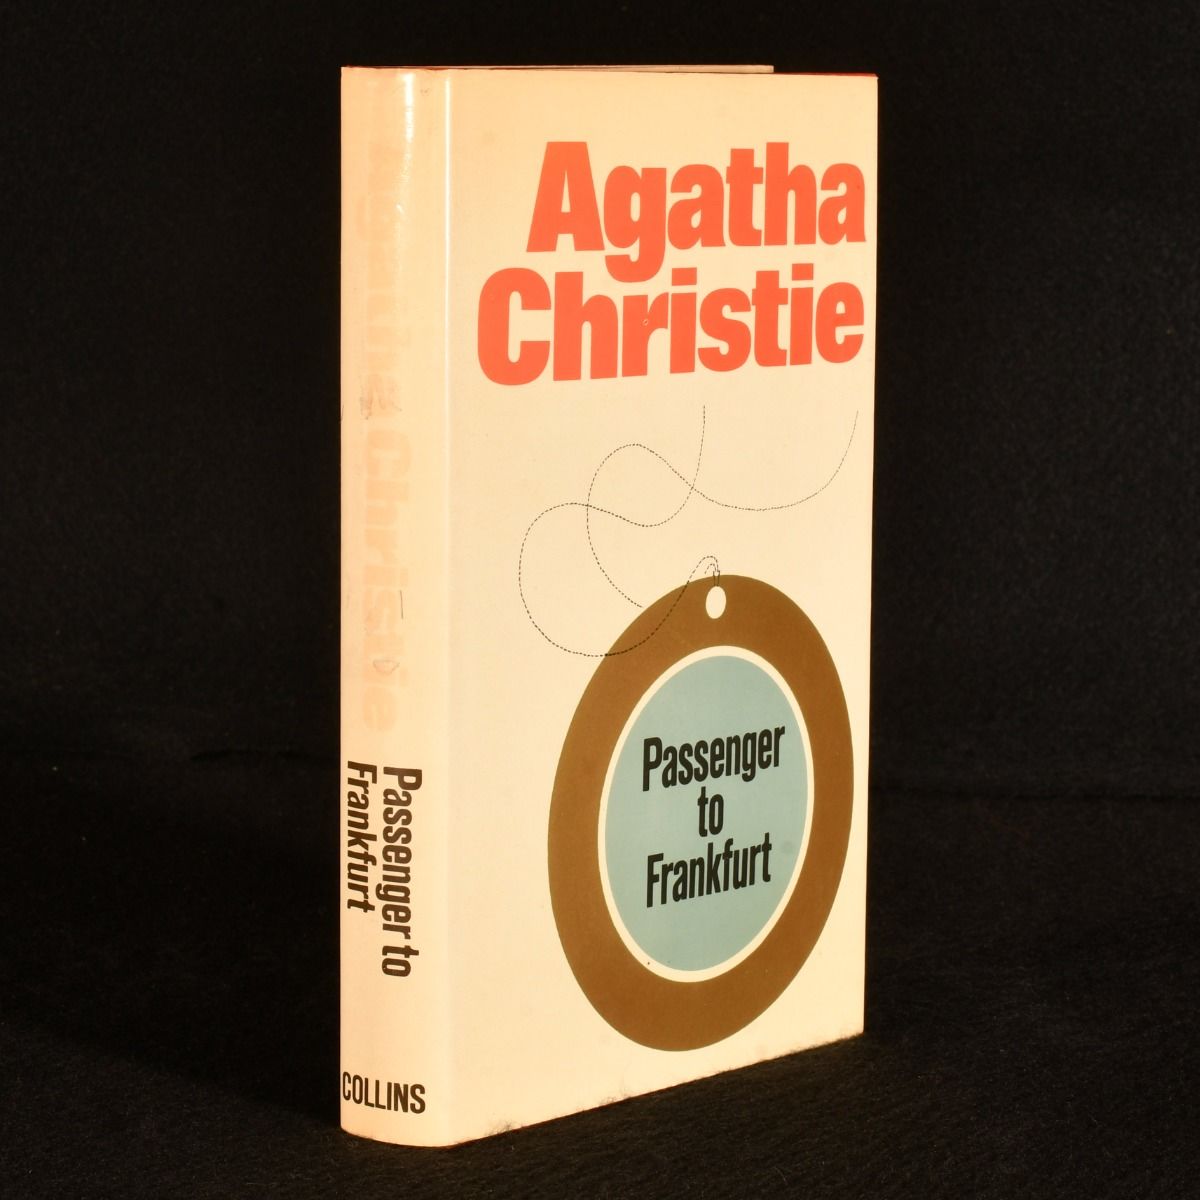 Agatha
Christie
Passenger
to
Frankfurt
Agatha Christie
Passenger to
Frankfurt
COLLINS